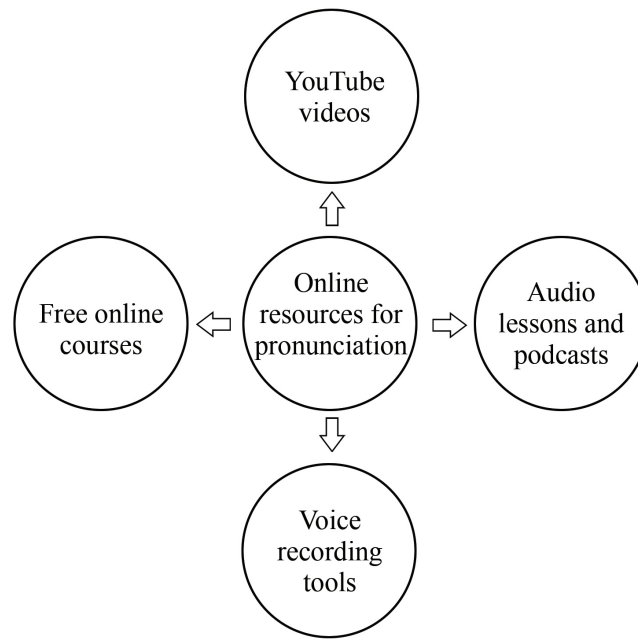 YouTube
videos
Free online
courses
Online
resources for
pronunciation
Audio
lessons and
podcasts
Voice
recording
tools